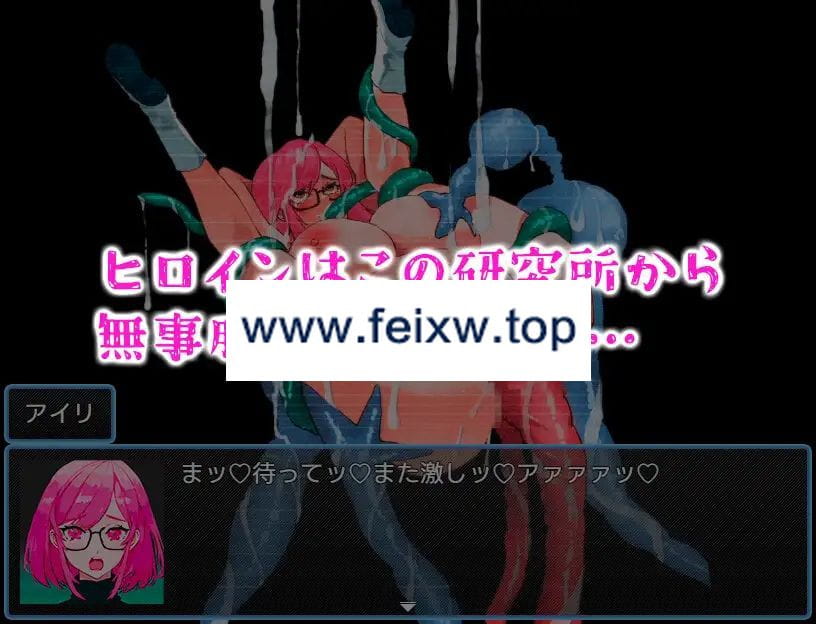 ヒロインはこの研究所から
無事
www.feixw.top
…
アイリ
まッ♡待ってッ♡また激しッ♡アァァァッ♡